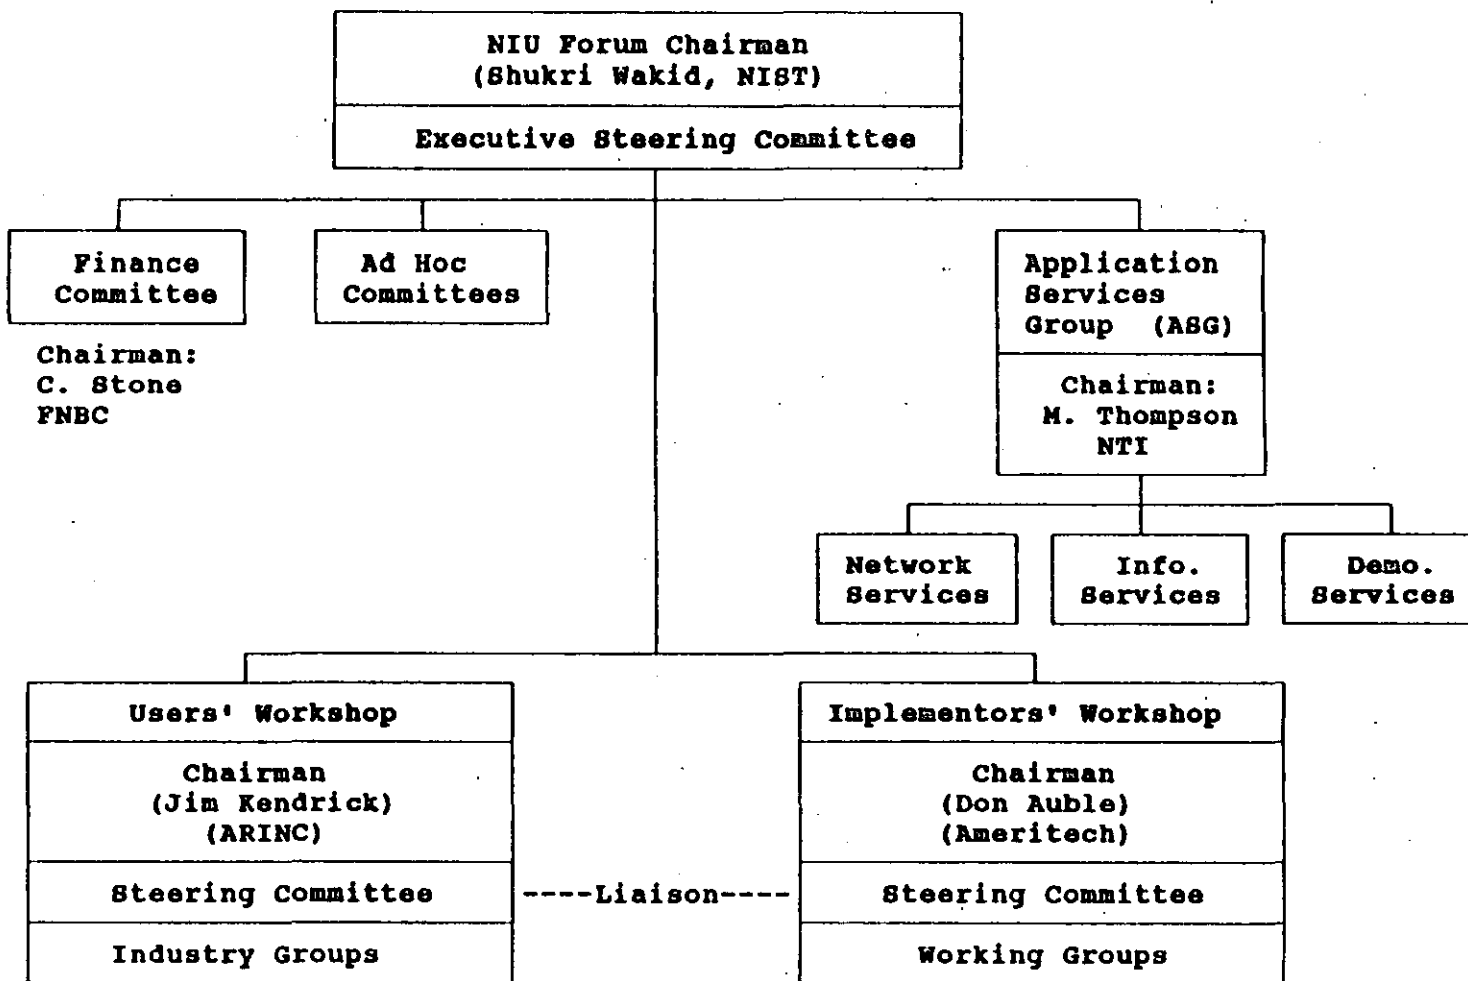 NIU Forum Chairman
(Shukri Wakid, NIST)
Executive Steering Committee
Finance
Committee
Chairman:
C. Stone
FNBC
Ad Hoc
Committees
Application
Services
Group (ASG)
Chairman:
M. Thompson
NTI
Network
Services
Info.
Services
Demo.
Services
Users' Workshop
Chairman
(Jim Kendrick)
(ARINC)
Steering Committee
Industry Groups
----Liaison----
Implementors' Workshop
Chairman
(Don Auble)
(Ameritech)
Steering Committee
Working Groups